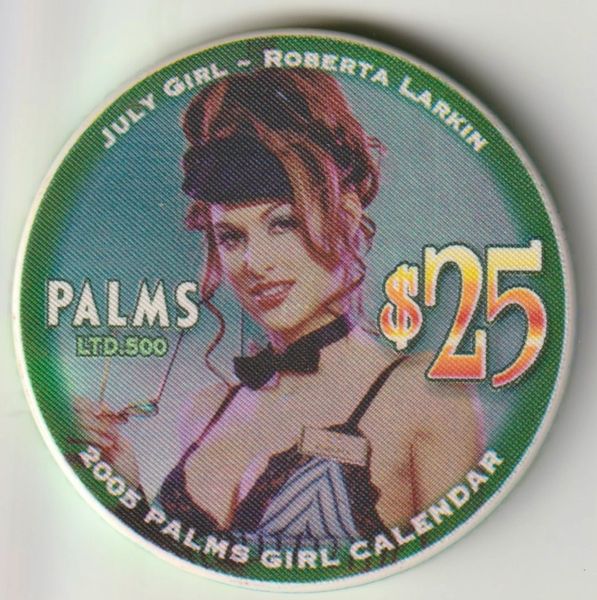 JULY GIRL ~ ROBERTA LARKIN
PALMS
LTD.500
$25
2005 PALMS GIRL CALENDAR